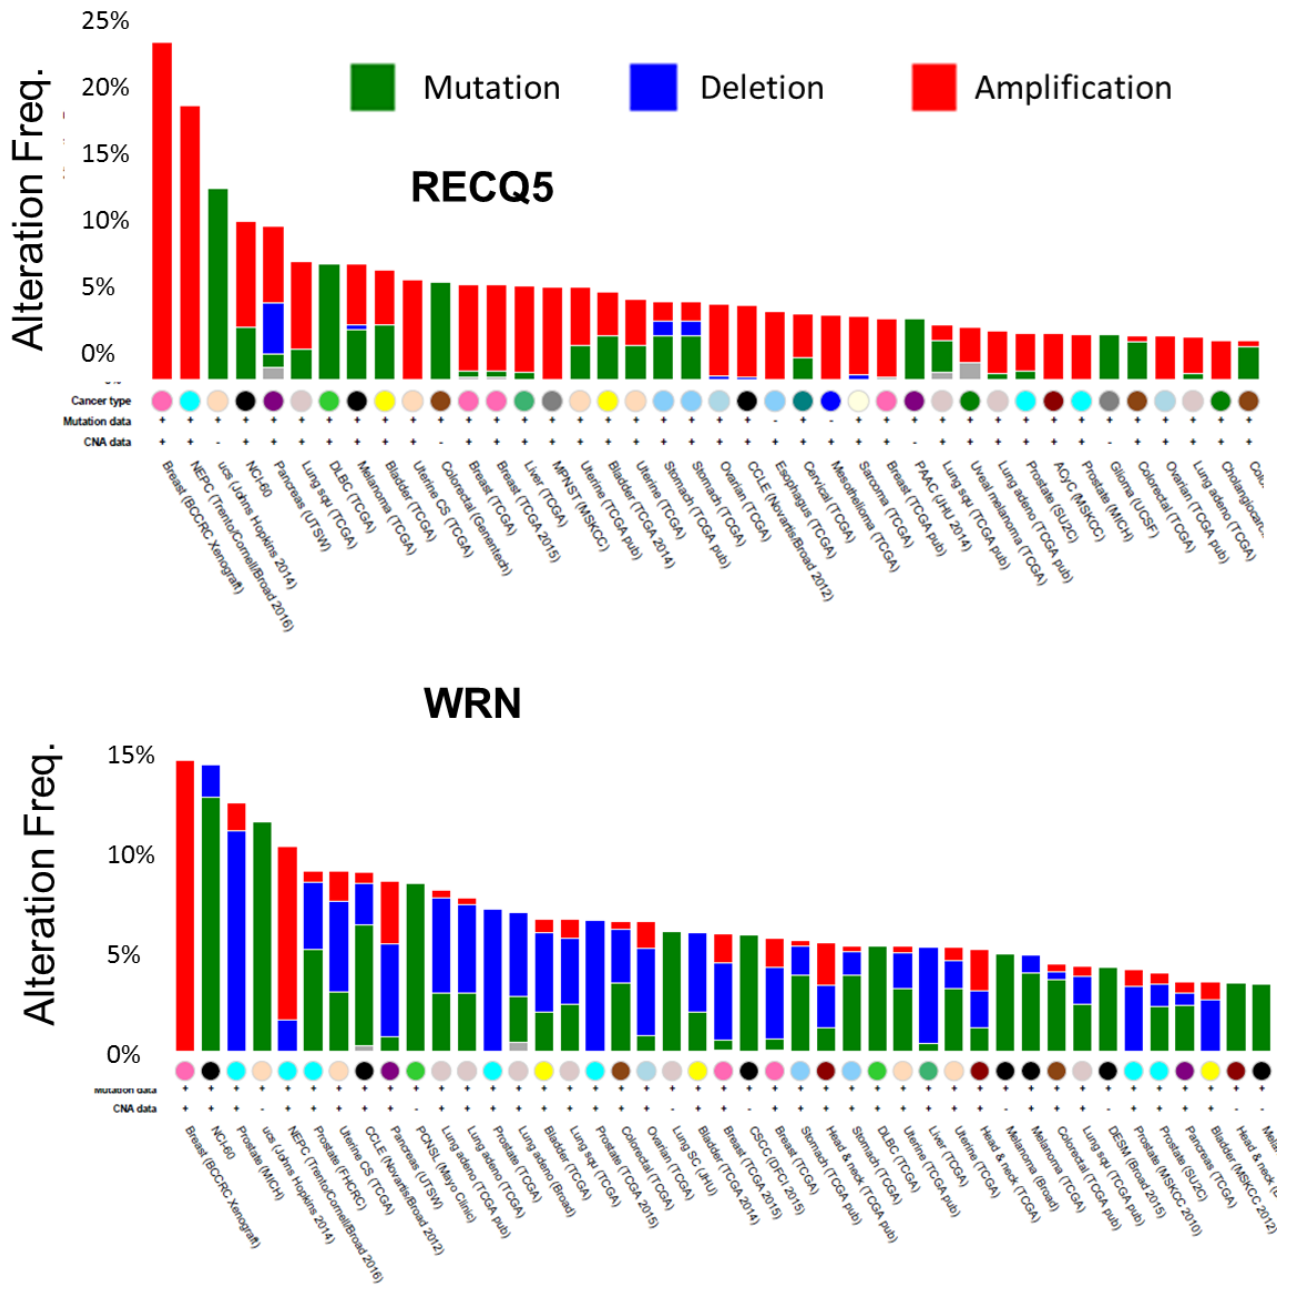 25%
Alteration Freq.
20%
15%
10%
5%
0%
Mutation
Deletion
Amplification
RECQ5
Cancer type
Mutation data
+ + + + + + + + + + + + + + + + + + + + + + - + - + + + + + + + + + + + + + + +
CNA data
+ + - + + + + + + + - + + + + + + + + + + + + + + + + - + + + + + + - + + + + +
Breast (BCCRC Xenograft)
NEPC (Trento/Cornell/Broad 2016)
ucs (Johns Hopkins 2014)
NCI-60
Pancreas (UTSW)
Lung squ (TCGA)
DLBC (TCGA)
Melanoma (TCGA)
Bladder (TCGA)
Uterine CS (TCGA)
Colorectal (Genentech)
Breast (TCGA)
Breast (TCGA 2015)
Liver (TCGA)
MPNST (MSKCC)
Uterine (TCGA pub)
Bladder (TCGA 2014)
Uterine (TCGA)
Stomach (TCGA pub)
Stomach (TCGA)
Ovarian (TCGA)
CCLE (Novartis/Broad 2012)
Esophagus (TCGA)
Cervical (TCGA)
Mesothelioma (TCGA)
Sarcoma (TCGA)
Breast (TCGA pub)
PAAC (JHU 2014)
Lung squ (TCGA pub)
Uveal melanoma (TCGA)
Lung adeno (TCGA pub)
Prostate (SU2C)
ACyC (MSKCC)
Prostate (MICH)
Glioma (UCSF)
Colorectal (TCGA)
Ovarian (TCGA pub)
Lung adeno (TCGA)
WRN
Alteration Freq.
15%
10%
5%
0%
Mutation data
CNA data
Breast (BCCRC Xenograft)
NCI-60
Prostate (MICH)
ucs (Johns Hopkins 2014)
NEPC (Trento/Cornell/Broad 2016)
Prostate (FHCRC)
Uterine CS (TCGA)
CCLE (Novartis/Broad 2012)
Pancreas (UTSW)
PCNSL (Mayo Clinic)
Lung adeno (TCGA pub)
Lung adeno (TCGA)
Prostate (TCGA)
Lung adeno (Broad)
Bladder (TCGA)
Lung squ (TCGA)
Prostate (TCGA 2015)
Colorectal (TCGA)
Ovarian (TCGA)
Lung SC (JHU)
Bladder (TCGA 2014)
Breast (TCGA 2015)
CSCC (DFCI 2015)
Breast (TCGA)
Stomach (TCGA pub)
Head & neck (TCGA pub)
Stomach (TCGA)
DLBC (TCGA)
Uterine (TCGA pub)
Liver (TCGA)
Uterine (TCGA)
Head & neck (TCGA)
Melanoma (Broad)
Melanoma (TCGA)
Colorectal (TCGA pub)
Lung squ (TCGA pub)
DESM (Broad 2015)
Prostate (MSKCC 2010)
Prostate (SU2C)
Pancreas (TCGA)
Bladder (MSKCC 2012)
Head & neck